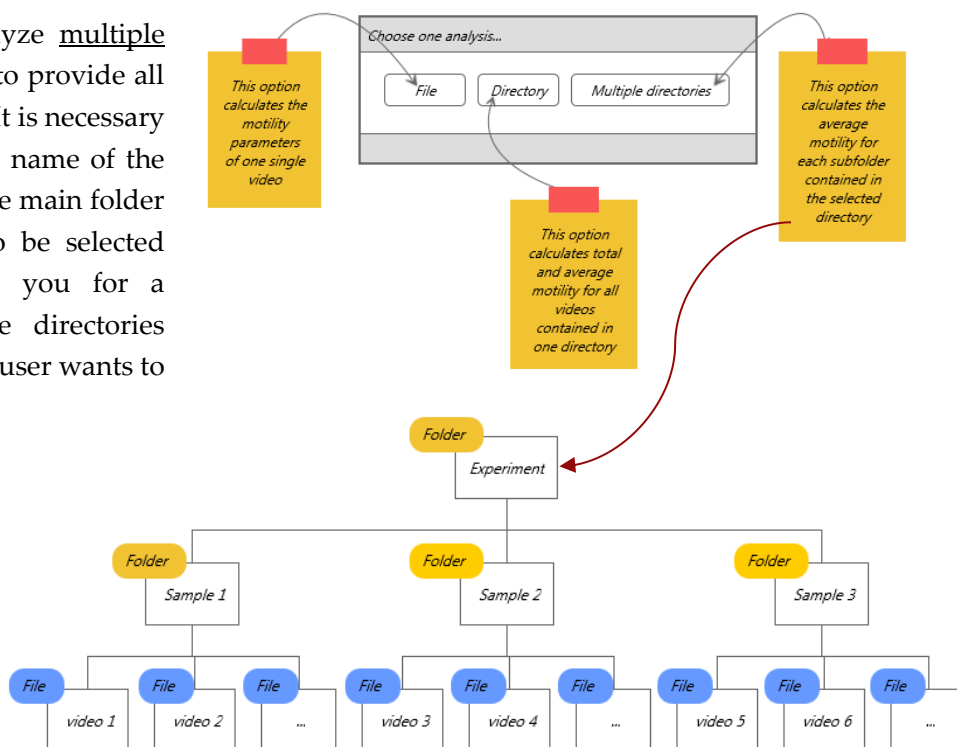 lyze multiple
to provide all
It is necessary
name of the
e main folder
o be selected
you for a
e directories
user wants to
Choose one analysis...
File
Directory
Multiple directories
This option
calculates the
motility
parameters
of one single
video
This option
calculates total
and average
motility for all
videos
contained in
one directory
This option
calculates the
average
motility for
each subfolder
contained in
the selected
directory
Folder
Experiment
Folder
Sample 1
Folder
Sample 2
Folder
Sample 3
File
video 1
File
video 2
File
...
File
video 3
File
video 4
File
...
File
video 5
File
video 6
File
...